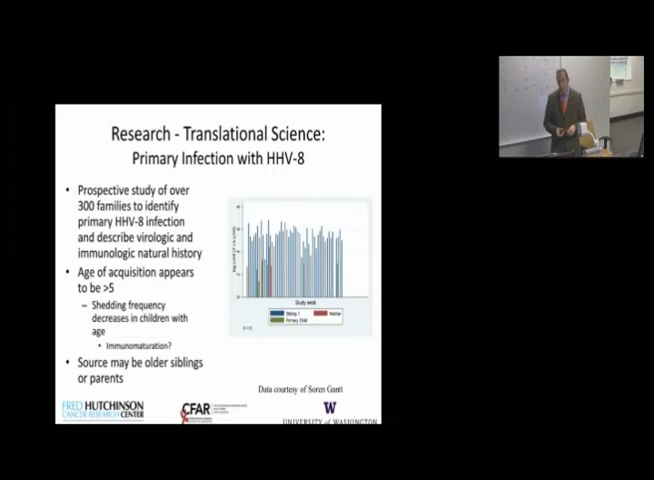 Research - Translational Science:
Primary Infection with HHV-8
• Prospective study of over
300 families to identify
primary HHV-8 infection
and describe virologic and
immunologic natural history
• Age of acquisition appears
to be >5
– Shedding frequency
decreases in children with
age
• Immunomaturation?
• Source may be older siblings
or parents
Study week
Sibling 1
Mother
Primary Child
Data courtesy of Soren Gantt
FRED HUTCHINSON
CANCER RESEARCH CENTER
CFAR
W
UNIVERSITY of WASHINGTON